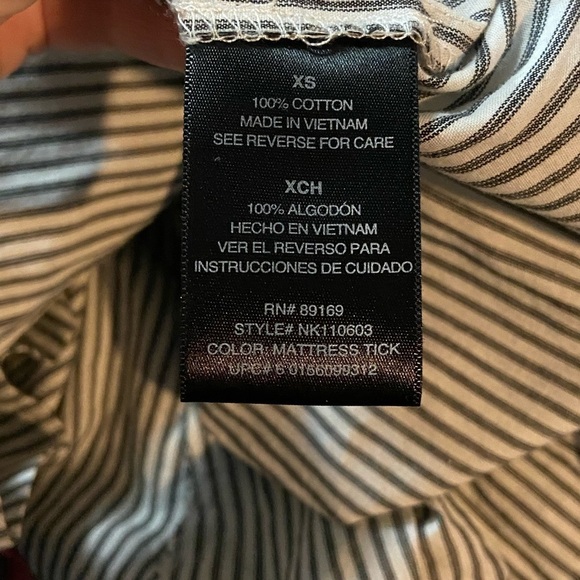 XS
100% COTTON
MADE IN VIETNAM
SEE REVERSE FOR CARE
XCH
100% ALGODÓN
HECHO EN VIETNAM
VER EL REVERSO PARA
INSTRUCCIONES DE CUIDADO
RN# 89169
STYLE# NK110603
COLOR: MATTRESS TICK
UPC# 6 0156099312